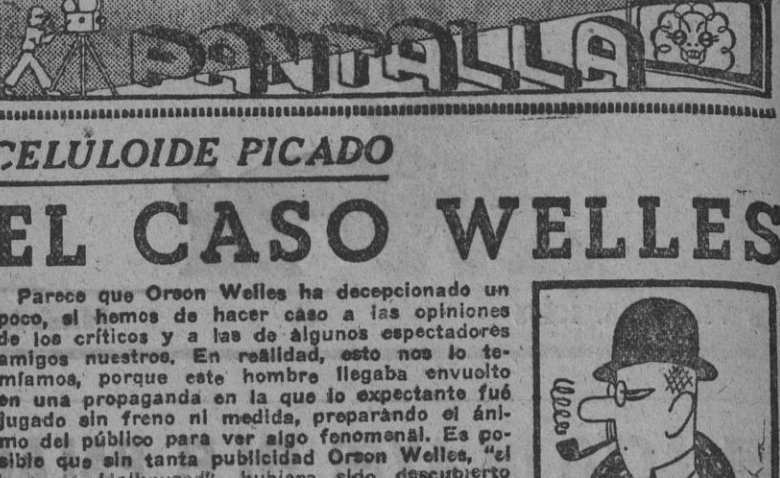 PANTALLA
CELULOIDE PICADO
EL CASO WELLES
Parece que Orson Welles ha decepcionado un
poco, si hemos de hacer caso a las opiniones
de los críticos y a las de algunos espectadores
amigos nuestros. En realidad, esto nos lo te-
míamos, porque este hombre llegaba envuelto
en una propaganda en la que lo expectante fué
jugado sin freno ni medida, preparando el áni-
mo del público para ver algo fenomenal. Es po-
sible que sin tanta publicidad Orson Welles, "el
hubiera sido descubierto